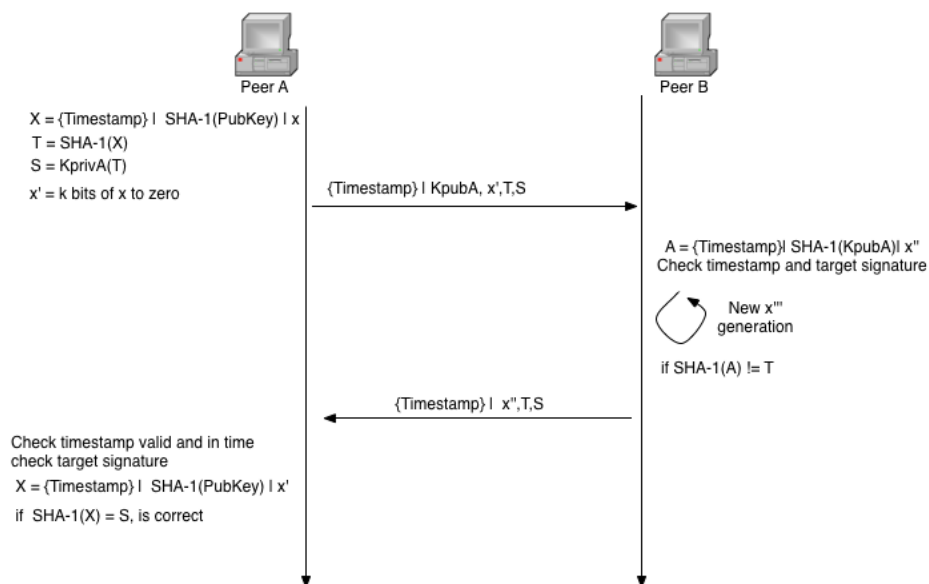 Peer A
Peer B
X = {Timestamp} | SHA-1(PubKey) | x
T = SHA-1(X)
S = KprivA(T)
x' = k bits of x to zero
{Timestamp} | KpubA, x',T,S
A = {Timestamp}| SHA-1(KpubA)| x"
Check timestamp and target signature
New x"'
generation
if SHA-1(A) != T
{Timestamp} | x",T,S
Check timestamp valid and in time
check target signature
X = {Timestamp} | SHA-1(PubKey) | x'
if SHA-1(X) = S, is correct